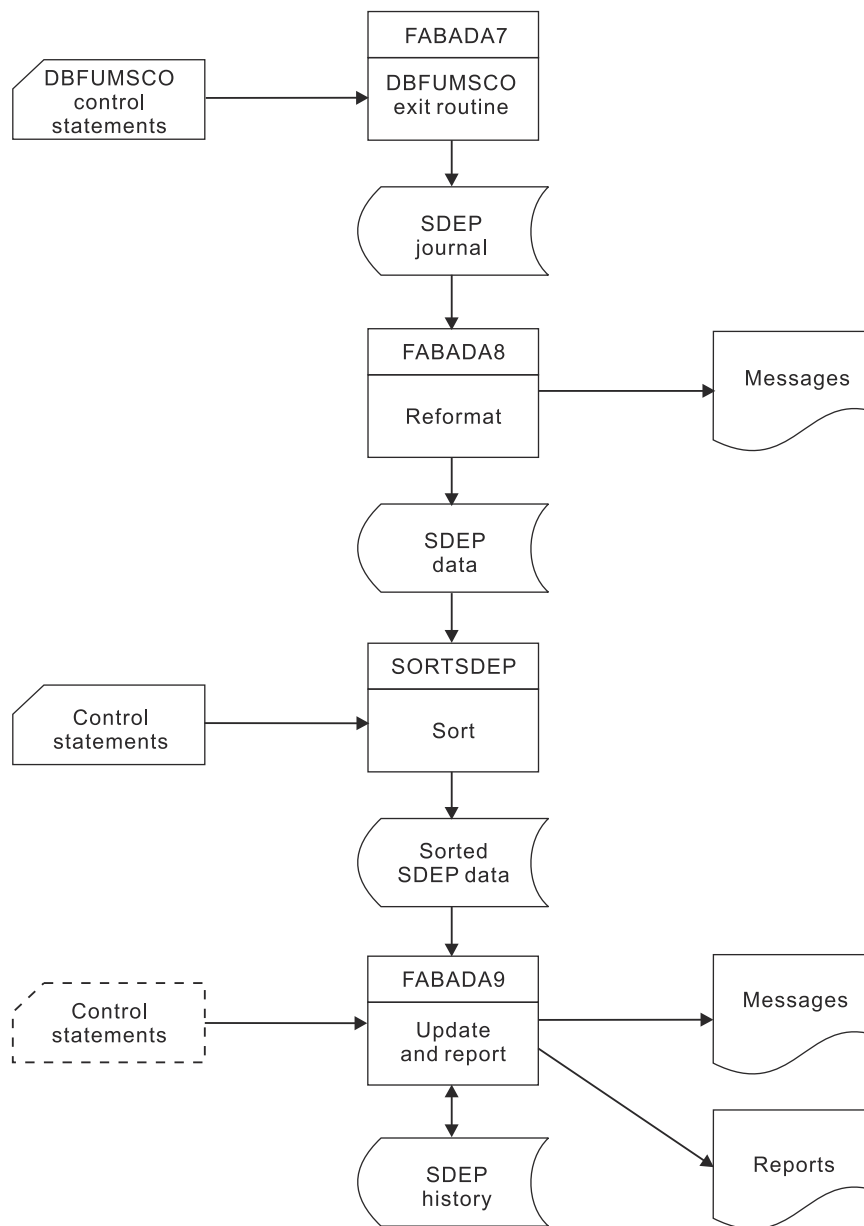 FABADA7
DBFUMSCO
control
statements
DBFUMSCO
exit routine
SDEP
journal
FABADA8
Reformat
Messages
SDEP
data
SORTSDEP
Control
statements
Sort
Sorted
SDEP data
FABADA9
Control
statements
Update
and report
Messages
SDEP
history
Reports